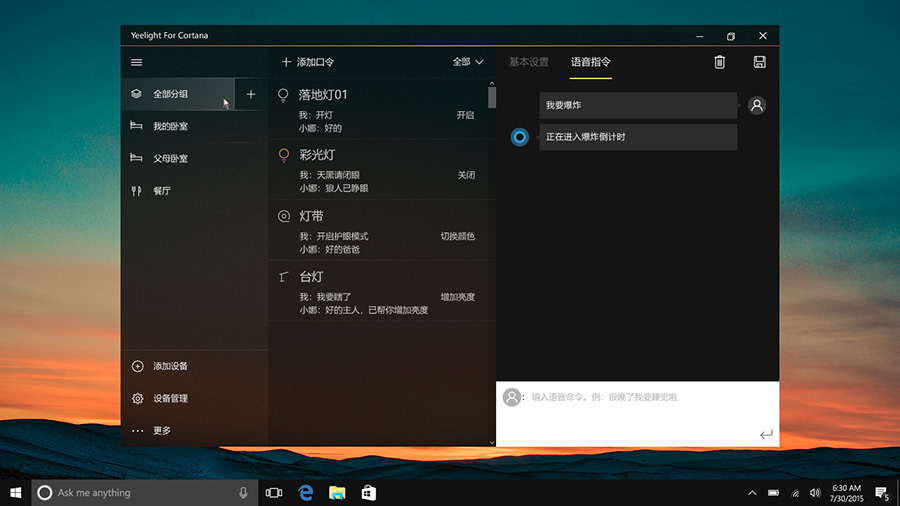 Yeelight For Cortana
全部分组
我的卧室
父母卧室
餐厅
添加设备
设备管理
更多
添加口令
全部
落地灯01
我：开灯
开启
小娜：好的
彩光灯
我：天黑请闭眼
关闭
小娜：狼人已睁眼
灯带
我：开启护眼模式
切换颜色
小娜：好的爸爸
台灯
我：我要瞎了
增加亮度
小娜：好的主人，已帮你增加亮度
基本设置
语音指令
我要爆炸
正在进入爆炸倒计时
：输入语音命令。例：很晚了我要睡觉啦
Ask me anything
6:30 AM
7/30/2015
5